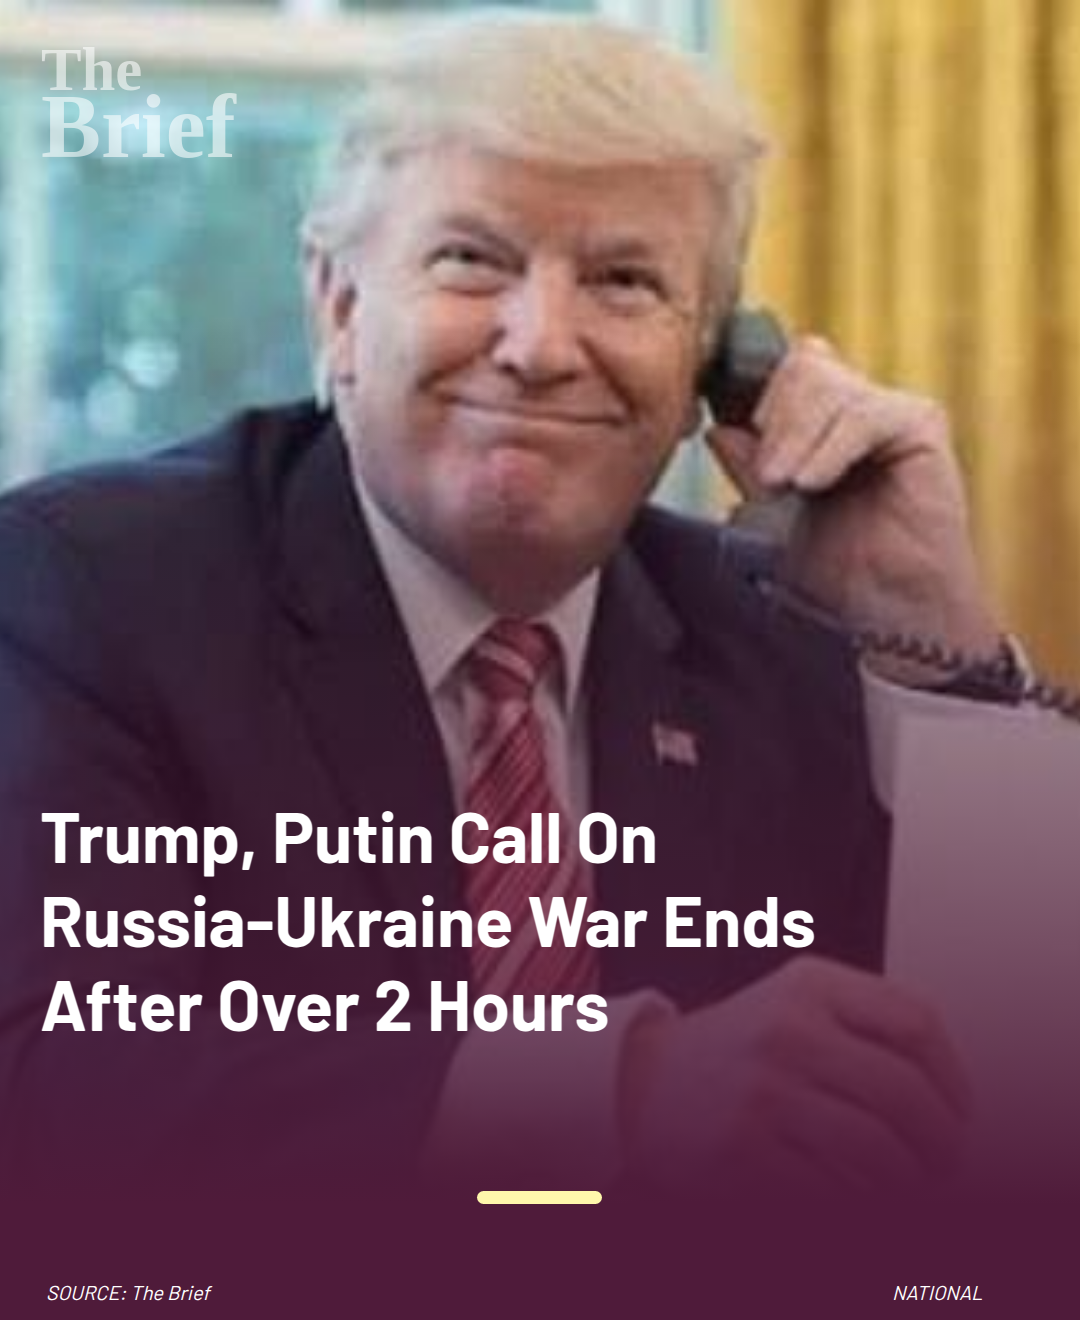 The
Brief
Trump, Putin Call On
Russia-Ukraine War Ends
After Over 2 Hours
SOURCE: The Brief
NATIONAL